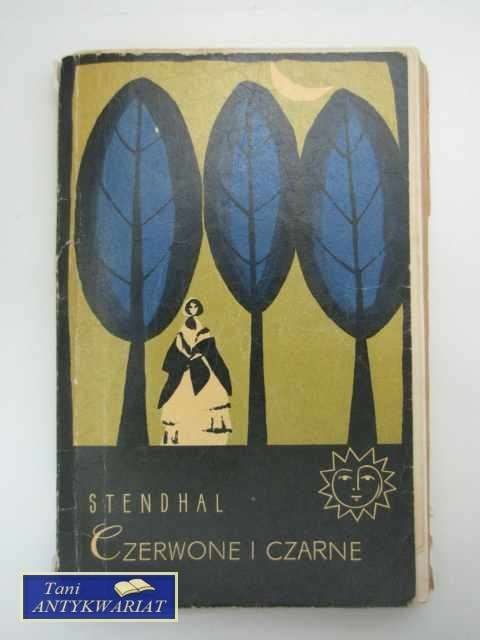 STENDHAL
CZERWONE I CZARNE
Tani
ANTYKWARIAT